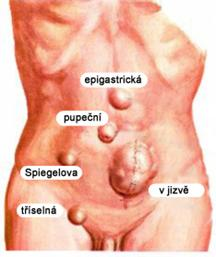 epigastrická
pupeční
Spiegelova
v jizvě
tříselná